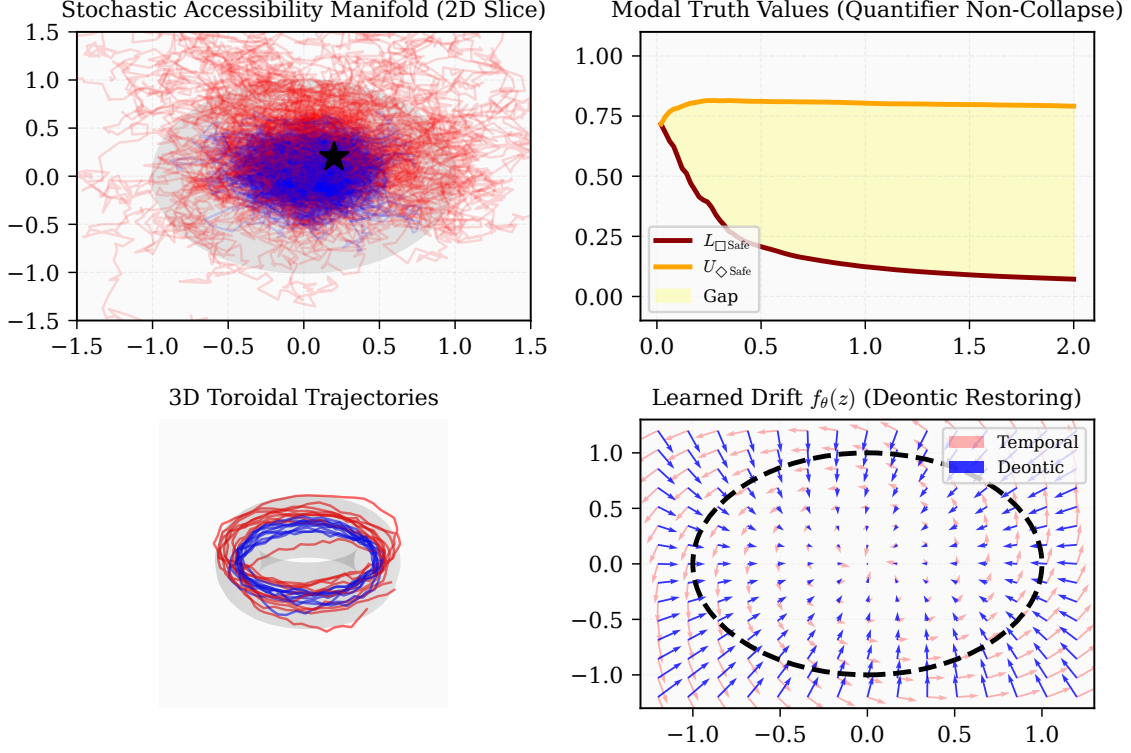 Stochastic Accessibility Manifold (2D Slice)
1.5
1.0
0.5
0.0
−0.5
−1.0
−1.5
−1.5 −1.0 −0.5 0.0 0.5 1.0 1.5
Modal Truth Values (Quantifier Non-Collapse)
1.00
0.75
0.50
0.25
0.00
L□ Safe
U◇ Safe
Gap
0.0 0.5 1.0 1.5 2.0
3D Toroidal Trajectories
Learned Drift fθ(z) (Deontic Restoring)
Temporal
Deontic
1.0
0.5
0.0
−0.5
−1.0
−1.0 −0.5 0.0 0.5 1.0